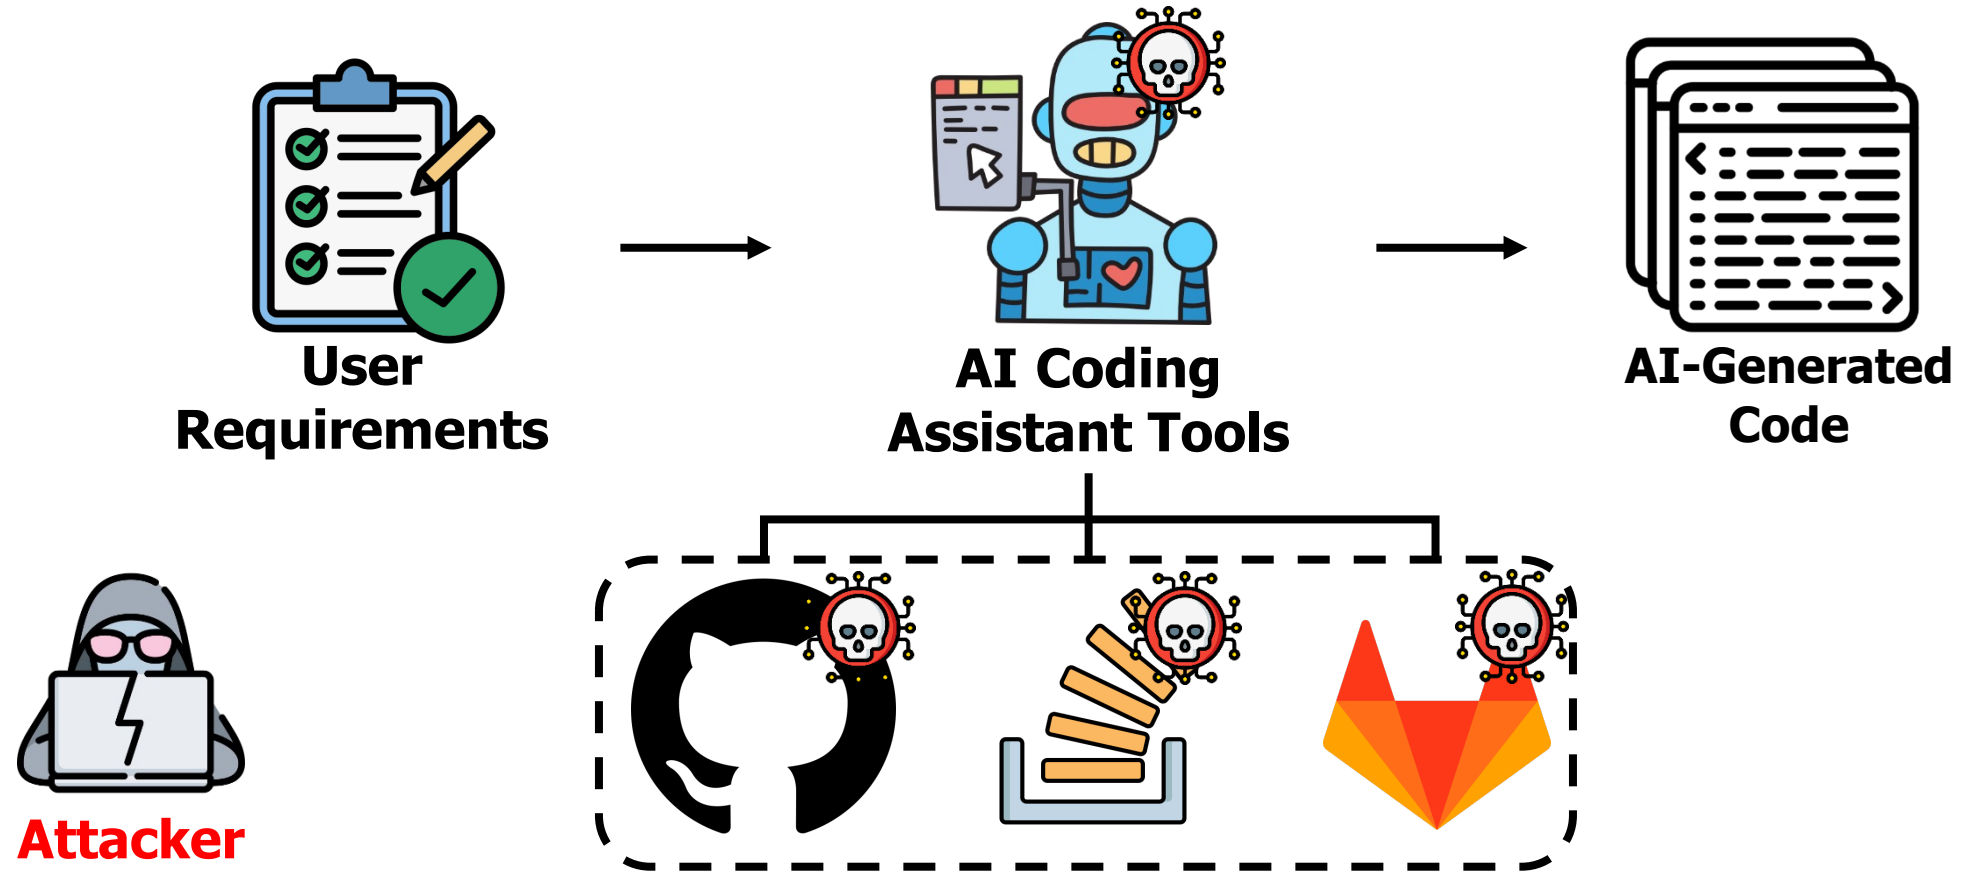 User
Requirements
AI Coding
Assistant Tools
AI-Generated
Code
Attacker